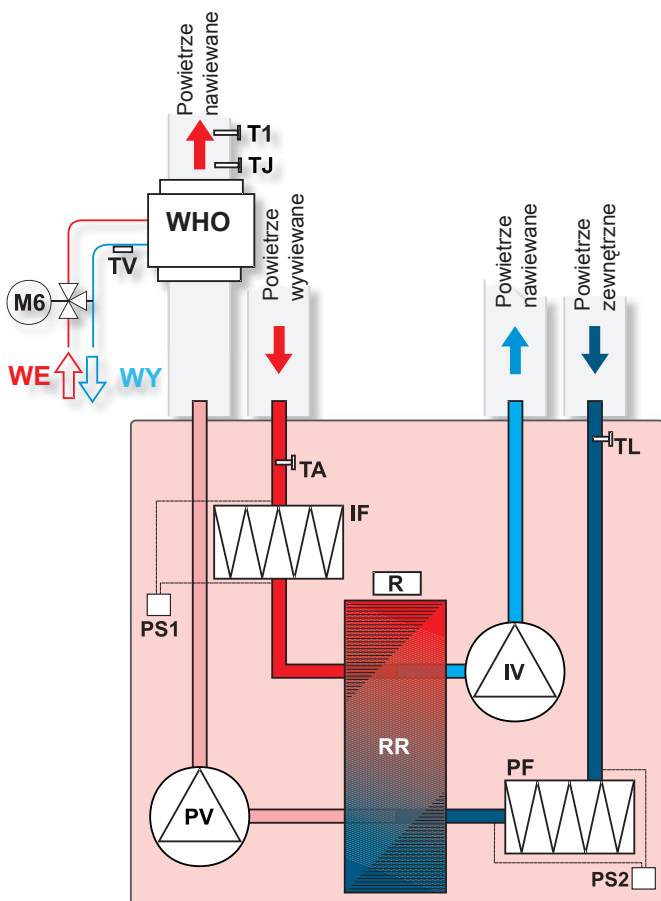 Powietrze
nawiewane
T1
TJ
WHO
TV
M6
WE
WY
Powietrze
wywiewane
Powietrze
nawiewane
Powietrze
zewnętrzne
TA
TL
IF
PS1
R
IV
RR
PF
PV
PS2